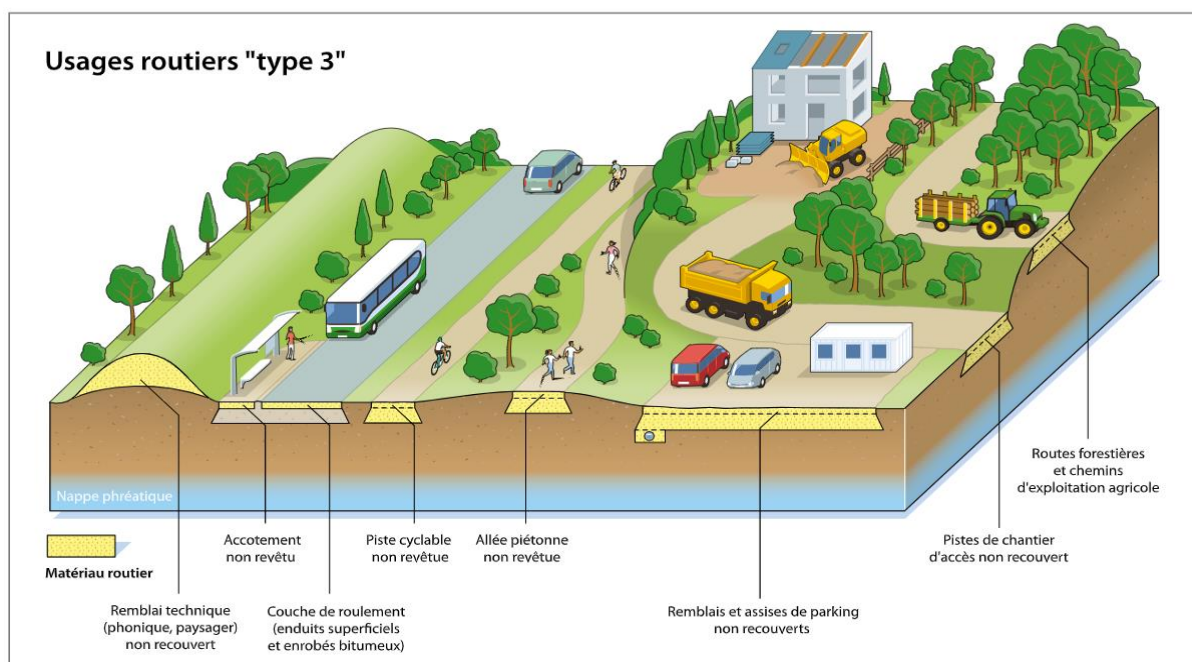 Usages routiers "type 3"
Nappe phréatique
Matériau routier
Remblai technique
(phonique, paysager)
non recouvert
Accotement
non revêtu
Couche de roulement
(enduits superficiels
et enrobés bitumeux)
Piste cyclable
non revêtue
Allée piétonne
non revêtue
Remblais et assises de parking
non recouverts
Pistes de chantier
d'accès non recouvert
Routes forestières
et chemins
d'exploitation agricole